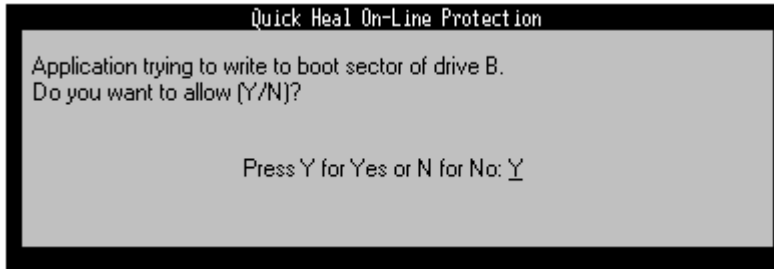 Quick Heal On-Line Protection
Application trying to write to boot sector of drive B.
Do you want to allow (Y/N)?
Press Y for Yes or N for No: Y